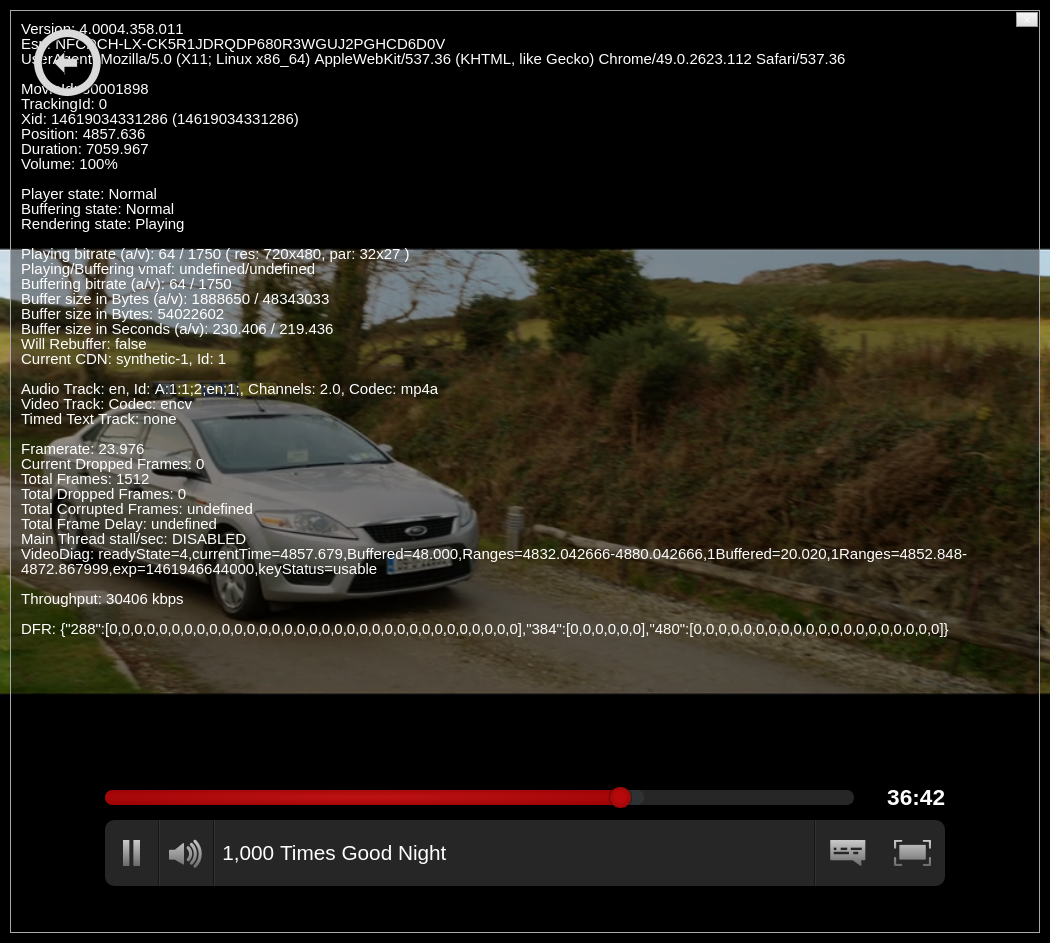 Version: 4.0004.358.011
Esn: NFCDCH-LX-CK5R1JDRQDP680R3WGUJ2PGHCD6D0V
UserAgent: Mozilla/5.0 (X11; Linux x86_64) AppleWebKit/537.36 (KHTML, like Gecko) Chrome/49.0.2623.112 Safari/537.36
MovieId: 80001898
TrackingId: 0
Xid: 14619034331286 (14619034331286)
Position: 4857.636
Duration: 7059.967
Volume: 100%
Player state: Normal
Buffering state: Normal
Rendering state: Playing
Playing bitrate (a/v): 64 / 1750 ( res: 720x480, par: 32x27 )
Playing/Buffering vmaf: undefined/undefined
Buffering bitrate (a/v): 64 / 1750
Buffer size in Bytes (a/v): 1888650 / 48343033
Buffer size in Bytes: 54022602
Buffer size in Seconds (a/v): 230.406 / 219.436
Will Rebuffer: false
Current CDN: synthetic-1, Id: 1
Audio Track: en, Id: A:1:1;2;en;1;, Channels: 2.0, Codec: mp4a
Video Track: Codec: encv
Timed Text Track: none
Framerate: 23.976
Current Dropped Frames: 0
Total Frames: 1512
Total Dropped Frames: 0
Total Corrupted Frames: undefined
Total Frame Delay: undefined
Main Thread stall/sec: DISABLED
VideoDiag: readyState=4,currentTime=4857.679,Buffered=48.000,Ranges=4832.042666-4880.042666,1Buffered=20.020,1Ranges=4852.848-
4872.867999,exp=1461946644000,keyStatus=usable
Throughput: 30406 kbps
DFR: {"288":[0,0,0,0,0,0,0,0,0,0,0,0,0,0,0,0,0,0,0,0,0,0,0,0,0,0,0,0,0,0,0,0,0],"384":[0,0,0,0,0,0],"480":[0,0,0,0,0,0,0,0,0,0,0,0,0,0,0,0,0,0,0,0]}
36:42
1,000 Times Good Night